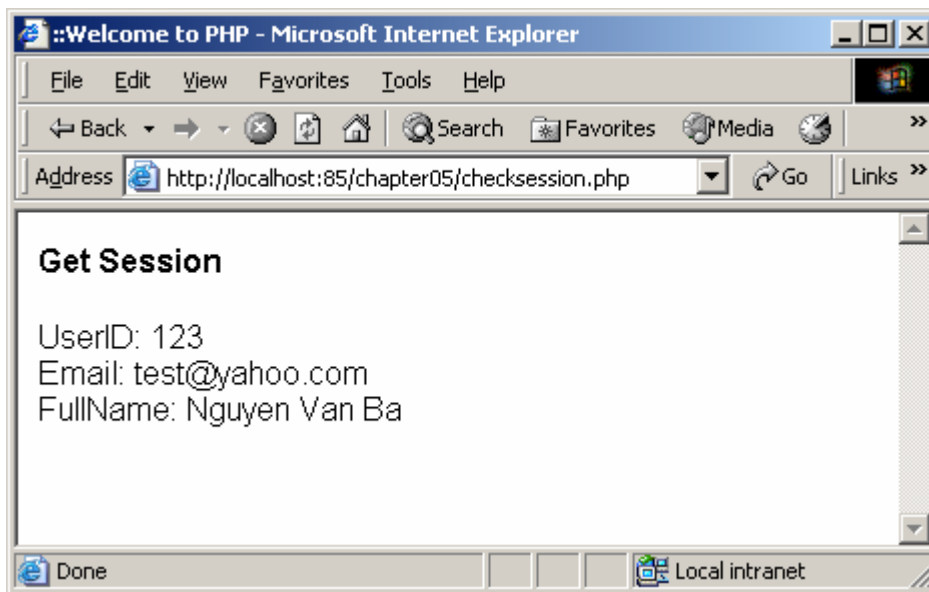 ::Welcome to PHP - Microsoft Internet Explorer
File Edit View Favorites Tools Help
Back Search Favorites Media »
Address http://localhost:85/chapter05/checksession.php Go Links »
Get Session
UserID: 123
Email: test@yahoo.com
FullName: Nguyen Van Ba
Done Local intranet